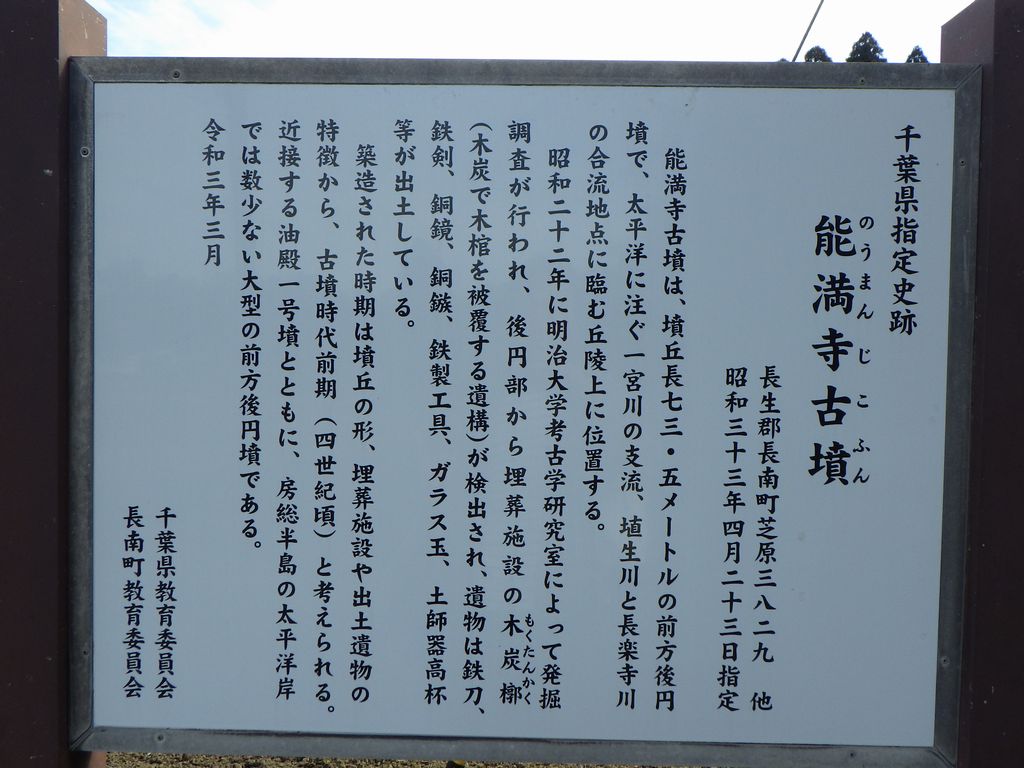 千葉県指定史跡
のうまんじこふん
能満寺古墳
長生郡長南町芝原三八二九 他
昭和三十三年四月二十三日指定
能満寺古墳は、墳丘長七三・五メートルの前方後円
墳で、太平洋に注ぐ一宮川の支流、埴生川と長楽寺川
の合流地点に臨む丘陵上に位置する。
昭和二十二年に明治大学考古学研究室によって発掘
調査が行われ、後円部から埋葬施設の木炭槨
もくたんかく
(木炭で木棺を被覆する遺構)が検出され、遺物は鉄刀、
鉄剣、銅鏡、銅鏃、鉄製工具、ガラス玉、土師器高杯
等が出土している。
築造された時期は墳丘の形、埋葬施設や出土遺物の
特徴から、古墳時代前期(四世紀頃)と考えられる。
近接する油殿一号墳とともに、房総半島の太平洋岸
では数少ない大型の前方後円墳である。
令和三年三月
千葉県教育委員会
長南町教育委員会